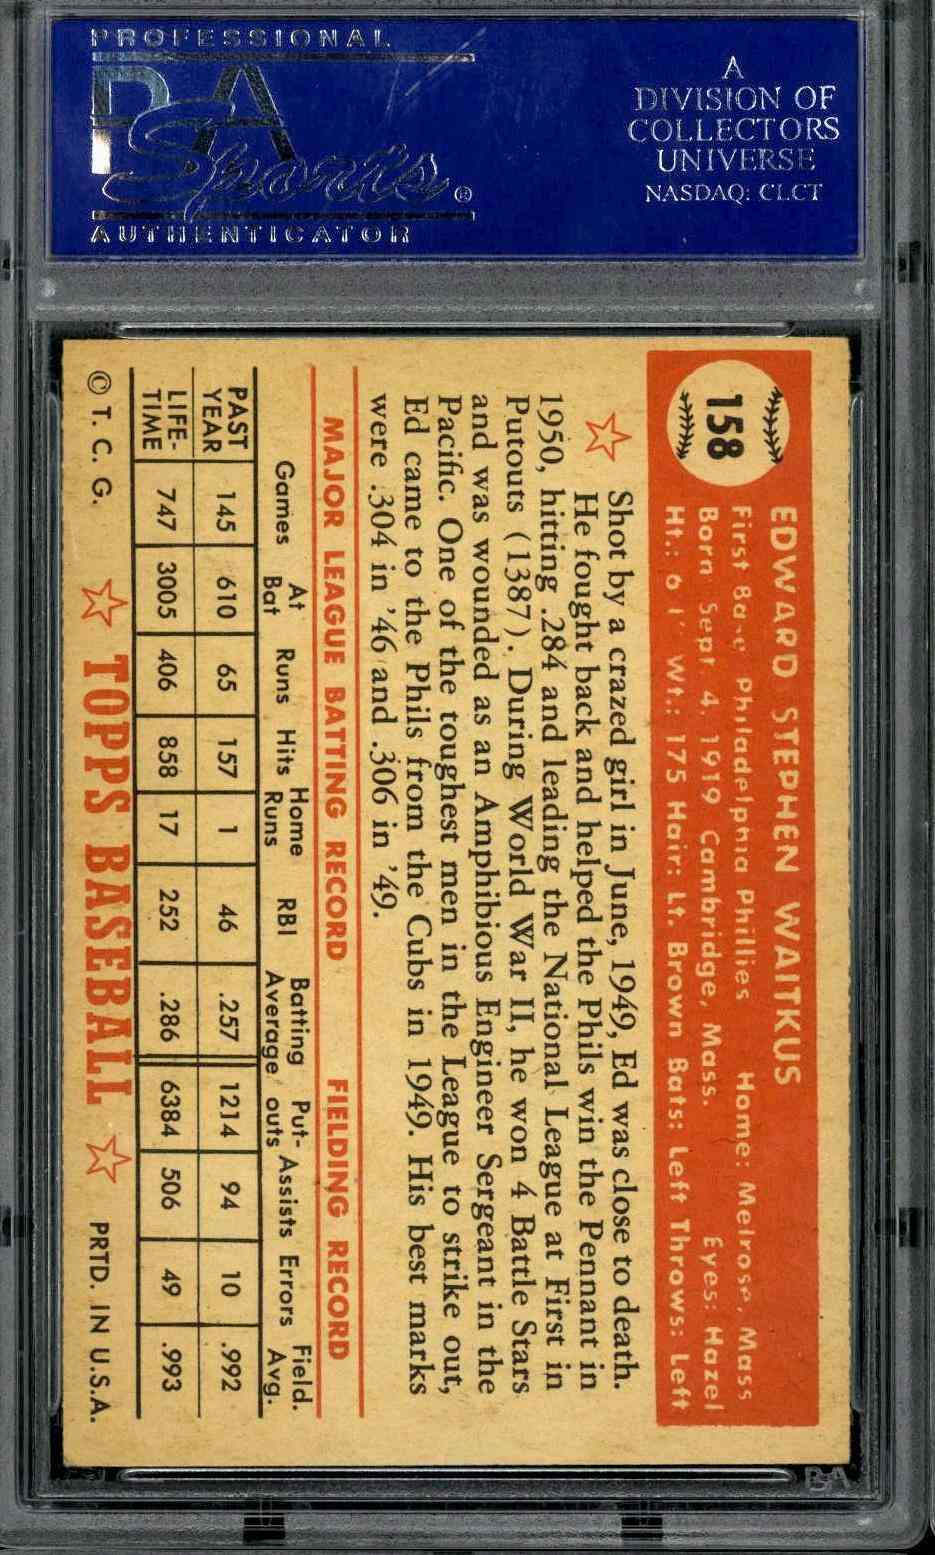 PROFESSIONAL
PSA
Sports®
AUTHENTICATOR
A
DIVISION OF
COLLECTORS
UNIVERSE
NASDAQ: CLCT
158
EDWARD STEPHEN WAITKUS
First Base Philadelphia Phillies Home: Melrose, Mass
Born Sept. 4, 1919 Cambridge, Mass. Eyes: Hazel
Ht.: 6 1" Wt.: 175 Hair: Lt. Brown Bats: Left Throws: Left
Shot by a crazed girl in June, 1949, Ed was close to death.
He fought back and helped the Phils win the Pennant in
1950, hitting .284 and leading the National League at First in
Putouts (1387). During World War II, he won 4 Battle Stars
and was wounded as an Amphibious Engineer Sergeant in the
Pacific. One of the toughest men in the League to strike out,
Ed came to the Phils from the Cubs in 1949. His best marks
were .304 in '46 and .306 in '49.
MAJOR LEAGUE BATTING RECORD FIELDING RECORD
Games At Bat Runs Hits Home Runs RBI Batting Average Put-outs Assists Errors Field. Avg.
PAST YEAR 145 610 65 157 1 46 .257 1214 94 10 .992
LIFE-TIME 747 3005 406 858 17 252 .286 6384 506 49 .993
© T. C. G. TOPPS BASEBALL PRTD. IN U.S.A.
PSA